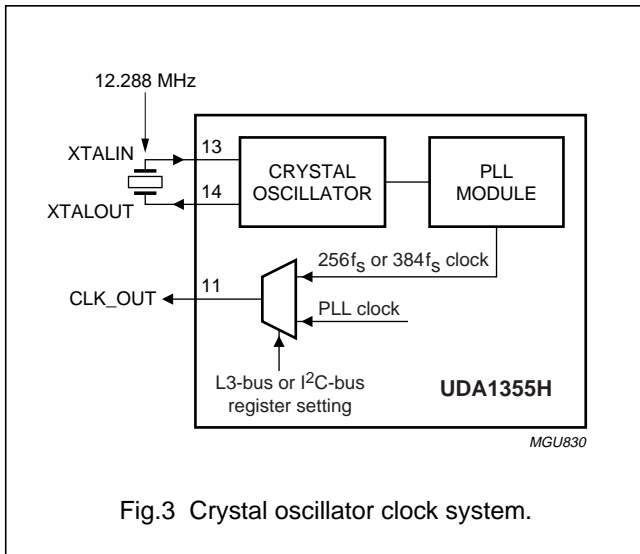 12.288 MHz
XTALIN
13
CRYSTAL
OSCILLATOR
PLL
MODULE
14
XTALOUT
256fs or 384fs clock
CLK_OUT
11
PLL clock
L3-bus or I2C-bus
register setting
UDA1355H
MGU830
Fig.3 Crystal oscillator clock system.